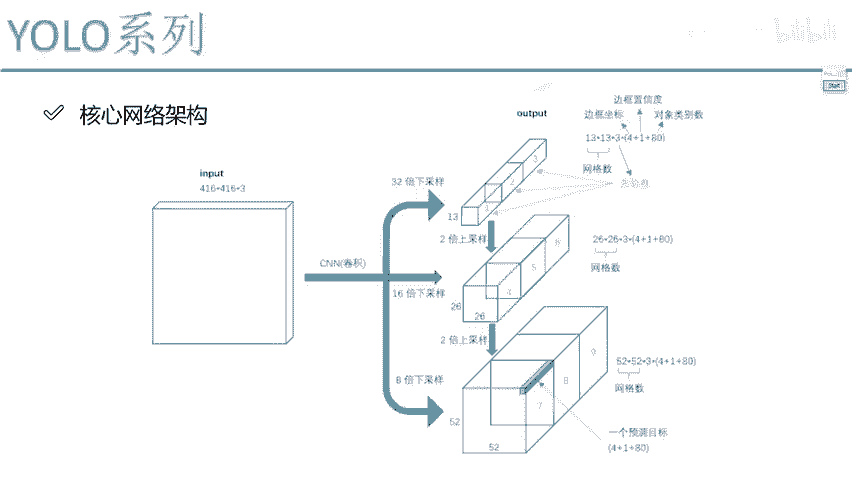 YOLO系列
bilibili
Stat
核心网络架构
input
416*416*3
CNN(卷积)
32 倍下采样
16 倍下采样
8 倍下采样
output
边框置信度
边框坐标
对象类别数
13*13*3*(4+1+80)
网格数
3
2
1
13
2 倍上采样
26*26*3*(4+1+80)
网格数
6
5
4
26
26
2 倍上采样
52*52*3*(4+1+80)
网格数
9
8
7
52
52
一个预测目标
(4+1+80)